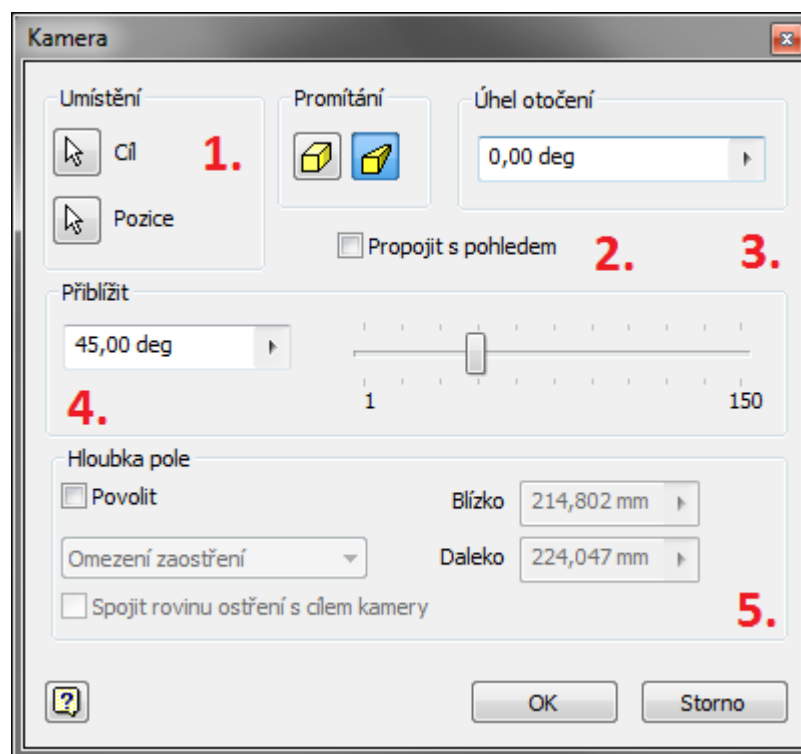 Kamera
Umístění
Promítání
Úhel otočení
Cíl
1.
0,00 deg
Pozice
Propojit s pohledem
2.
3.
Přiblížit
45,00 deg
4.
1
150
Hloubka pole
Povolit
Blízko
214,802 mm
Omezení zaostření
Daleko
224,047 mm
Spojit rovinu ostření s cílem kamery
5.
?
OK
Storno